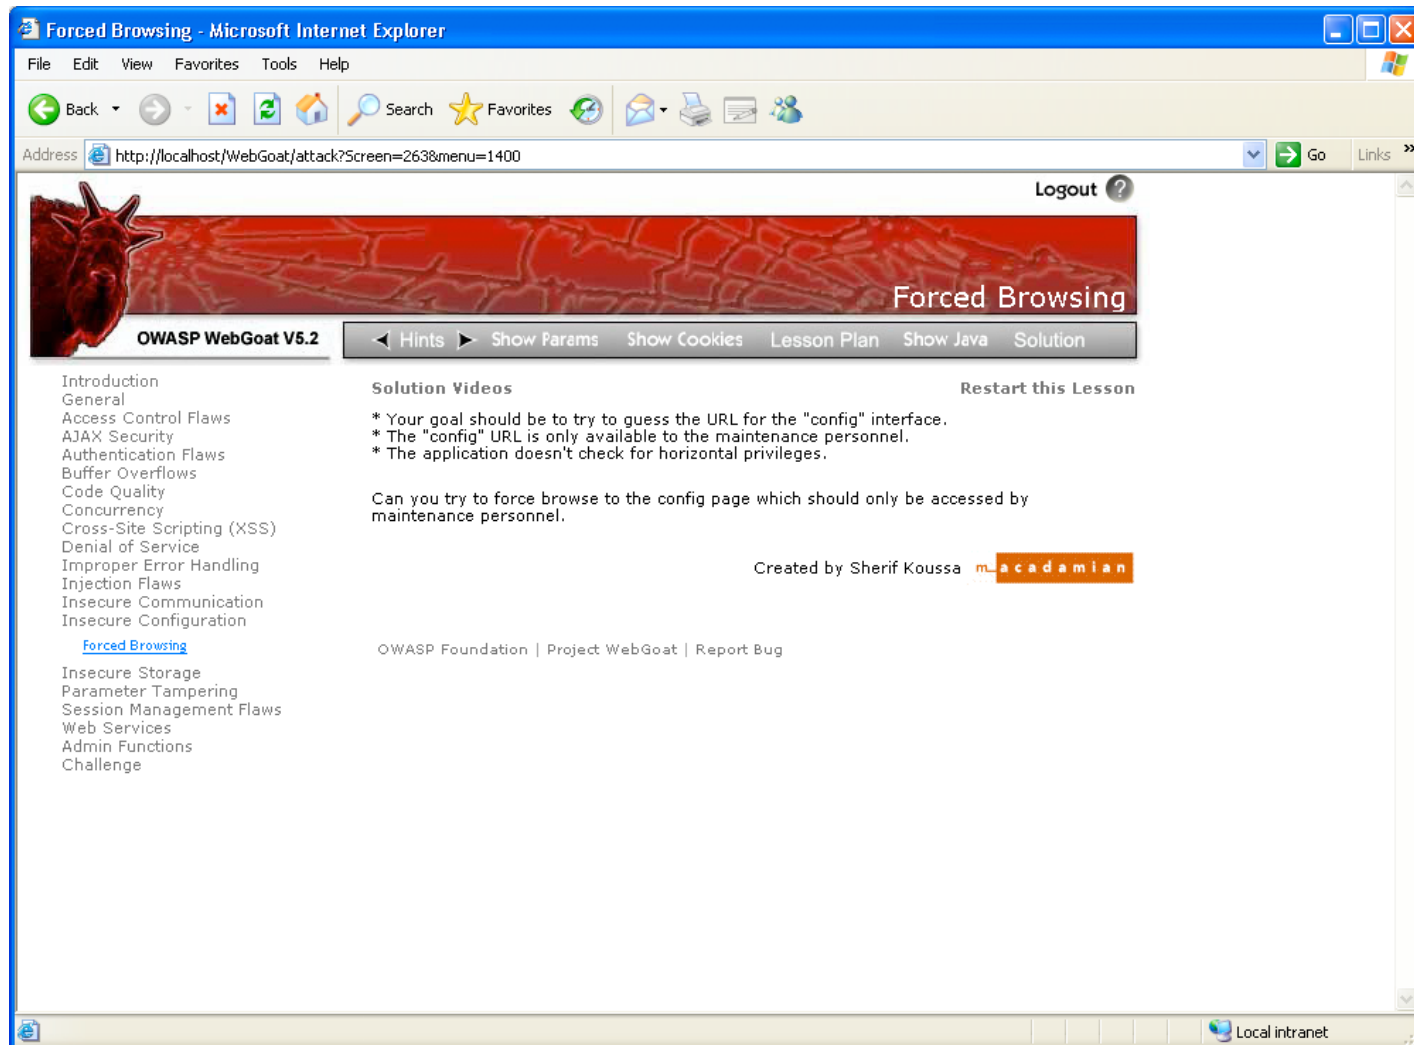 Forced Browsing - Microsoft Internet Explorer
File Edit View Favorites Tools Help
Back Search Favorites
Address http://localhost/WebGoat/attack?Screen=263&menu=1400 Go Links »
Logout ?
Forced Browsing
OWASP WebGoat V5.2
Hints Show Params Show Cookies Lesson Plan Show Java Solution
Introduction
General
Access Control Flaws
AJAX Security
Authentication Flaws
Buffer Overflows
Code Quality
Concurrency
Cross-Site Scripting (XSS)
Denial of Service
Improper Error Handling
Injection Flaws
Insecure Communication
Insecure Configuration
Forced Browsing
Insecure Storage
Parameter Tampering
Session Management Flaws
Web Services
Admin Functions
Challenge
Solution Videos Restart this Lesson
* Your goal should be to try to guess the URL for the "config" interface.
* The "config" URL is only available to the maintenance personnel.
* The application doesn't check for horizontal privileges.
Can you try to force browse to the config page which should only be accessed by
maintenance personnel.
Created by Sherif Koussa macadamian
OWASP Foundation | Project WebGoat | Report Bug
Local intranet